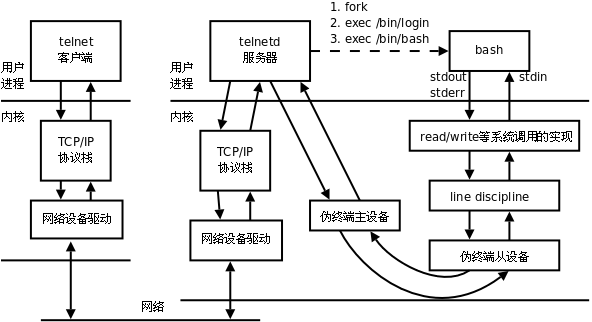 telnet
客户端
用户
进程
内核
TCP/IP
协议栈
网络设备驱动
网络
telnetd
服务器
用户
进程
内核
TCP/IP
协议栈
网络设备驱动
1. fork
2. exec /bin/login
3. exec /bin/bash
bash
stdout
stderr
stdin
read/write等系统调用的实现
line discipline
伪终端主设备
伪终端从设备